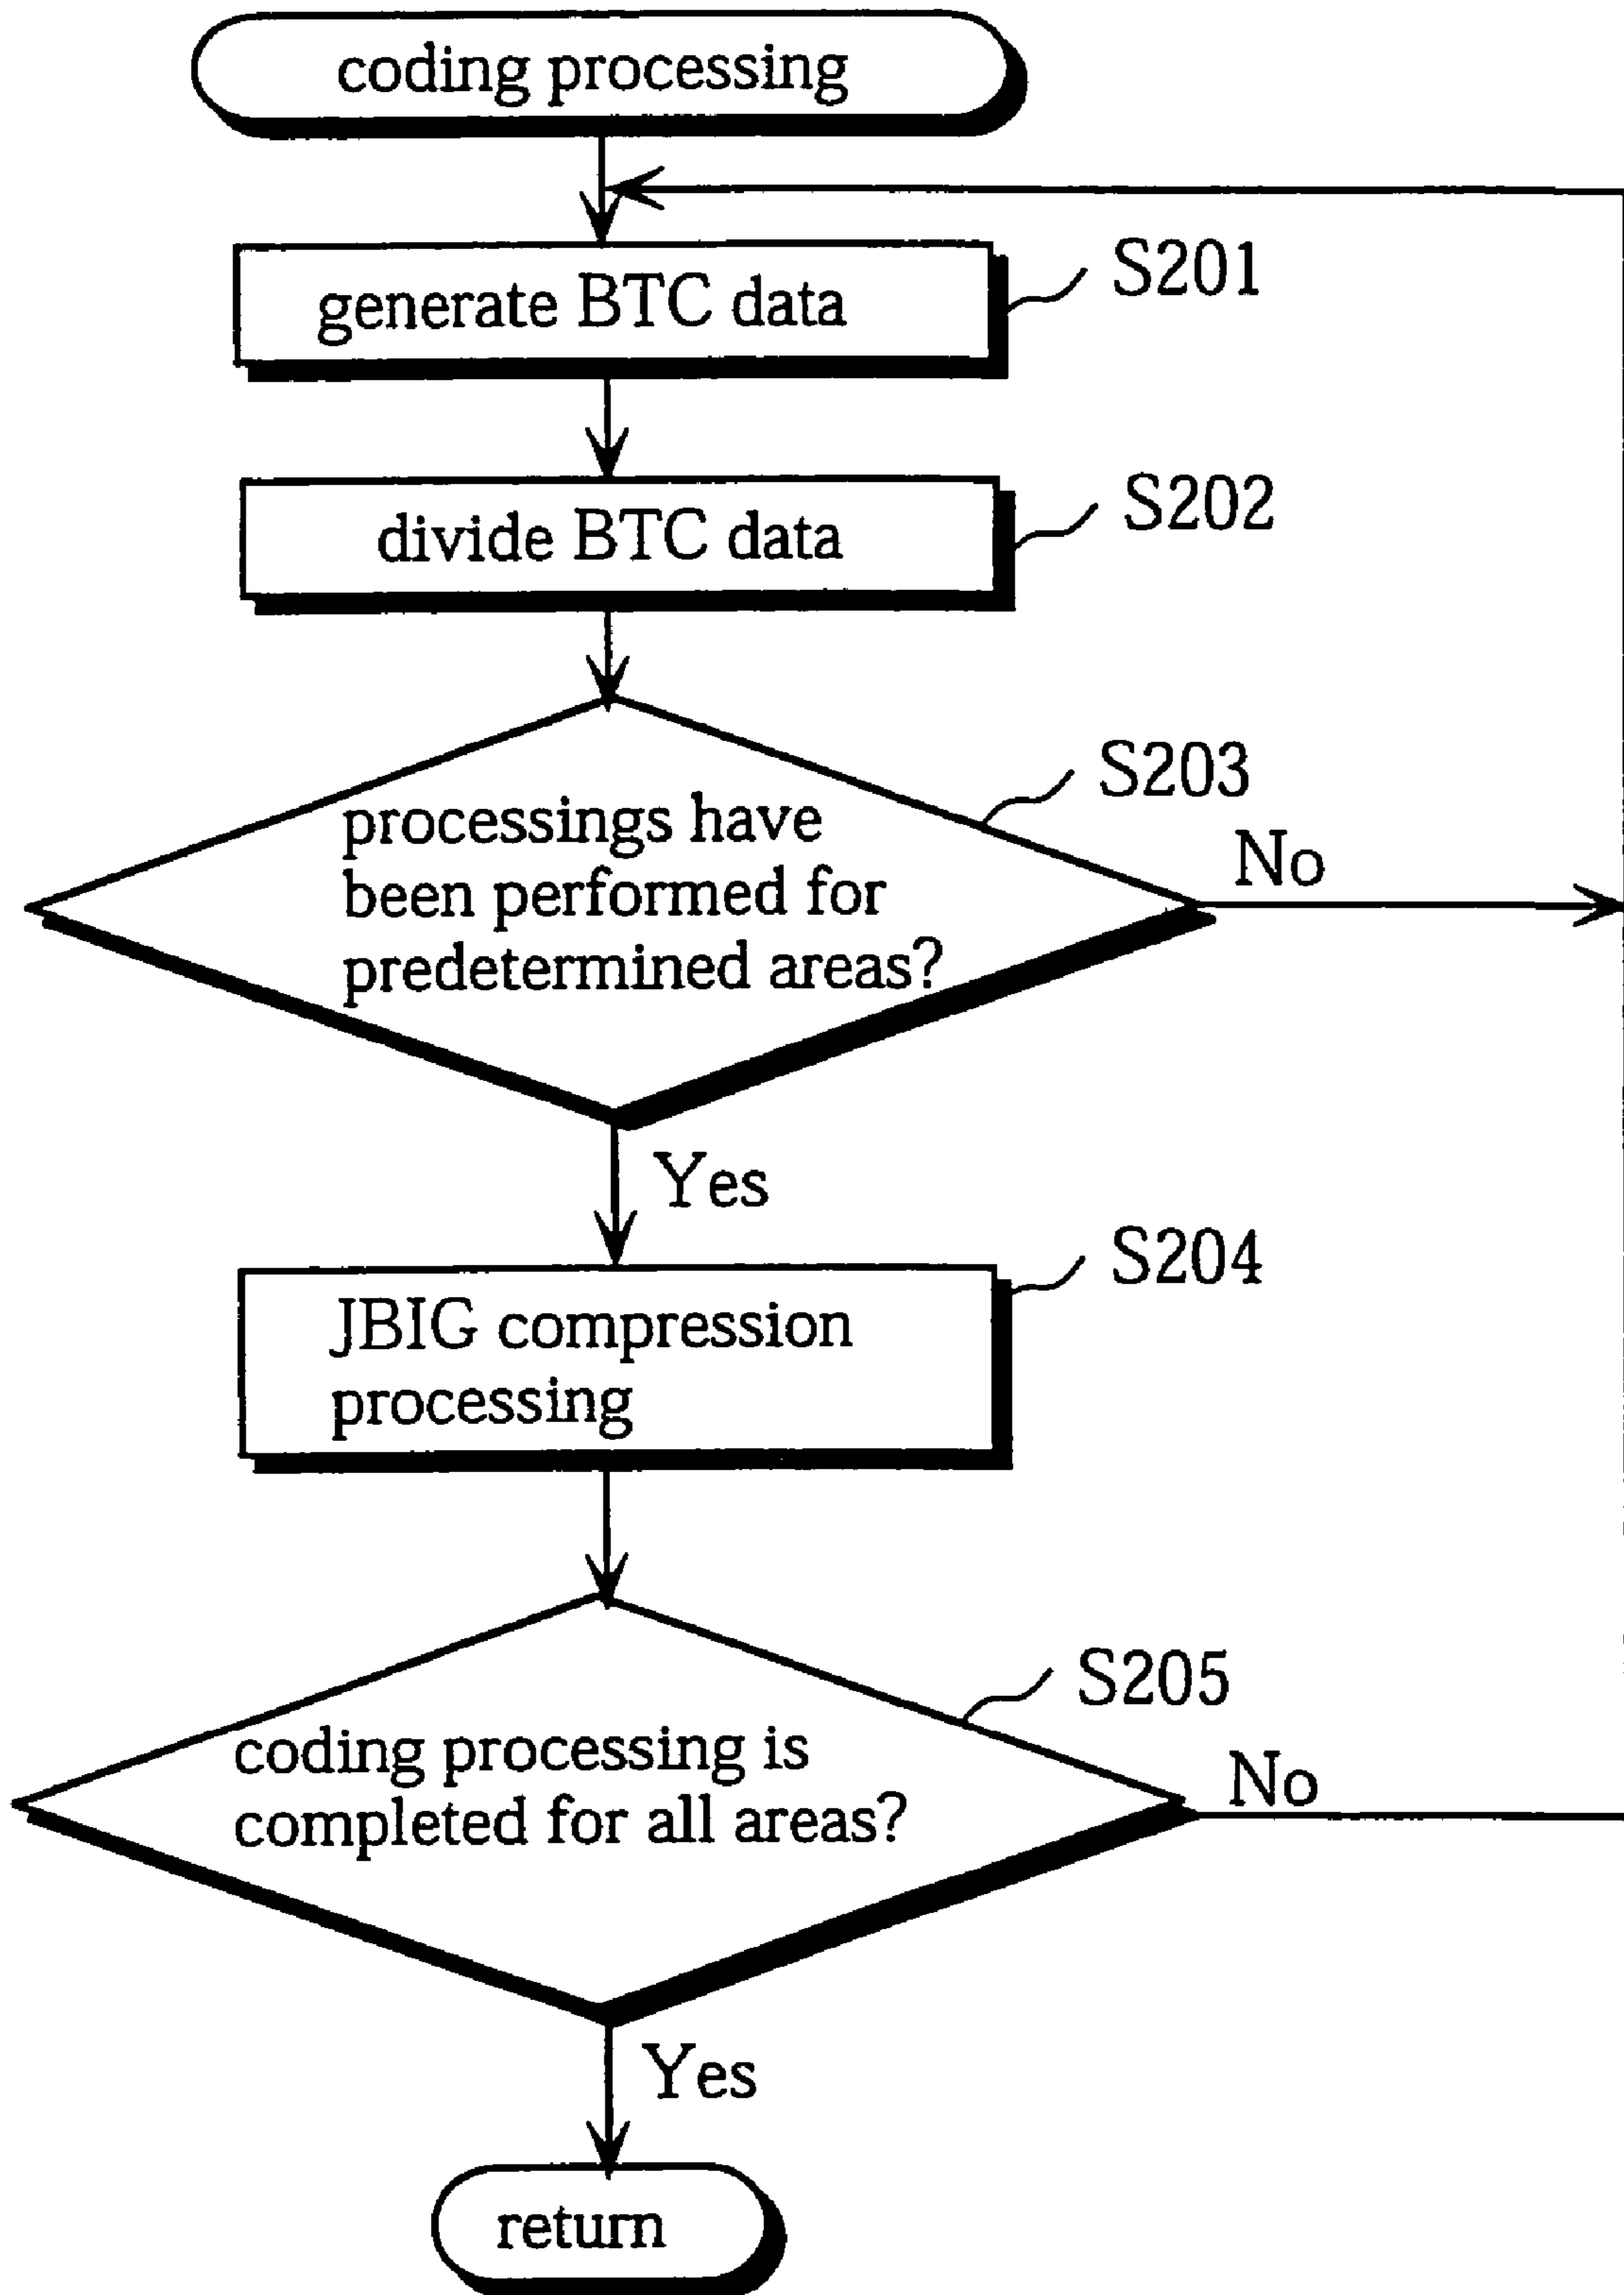 coding processing
generate BTC data
S201
divide BTC data
S202
S203
processings have
been performed for
predetermined areas?
No
Yes
S204
JBIG compression
processing
S205
coding processing is
completed for all areas?
No
Yes
return